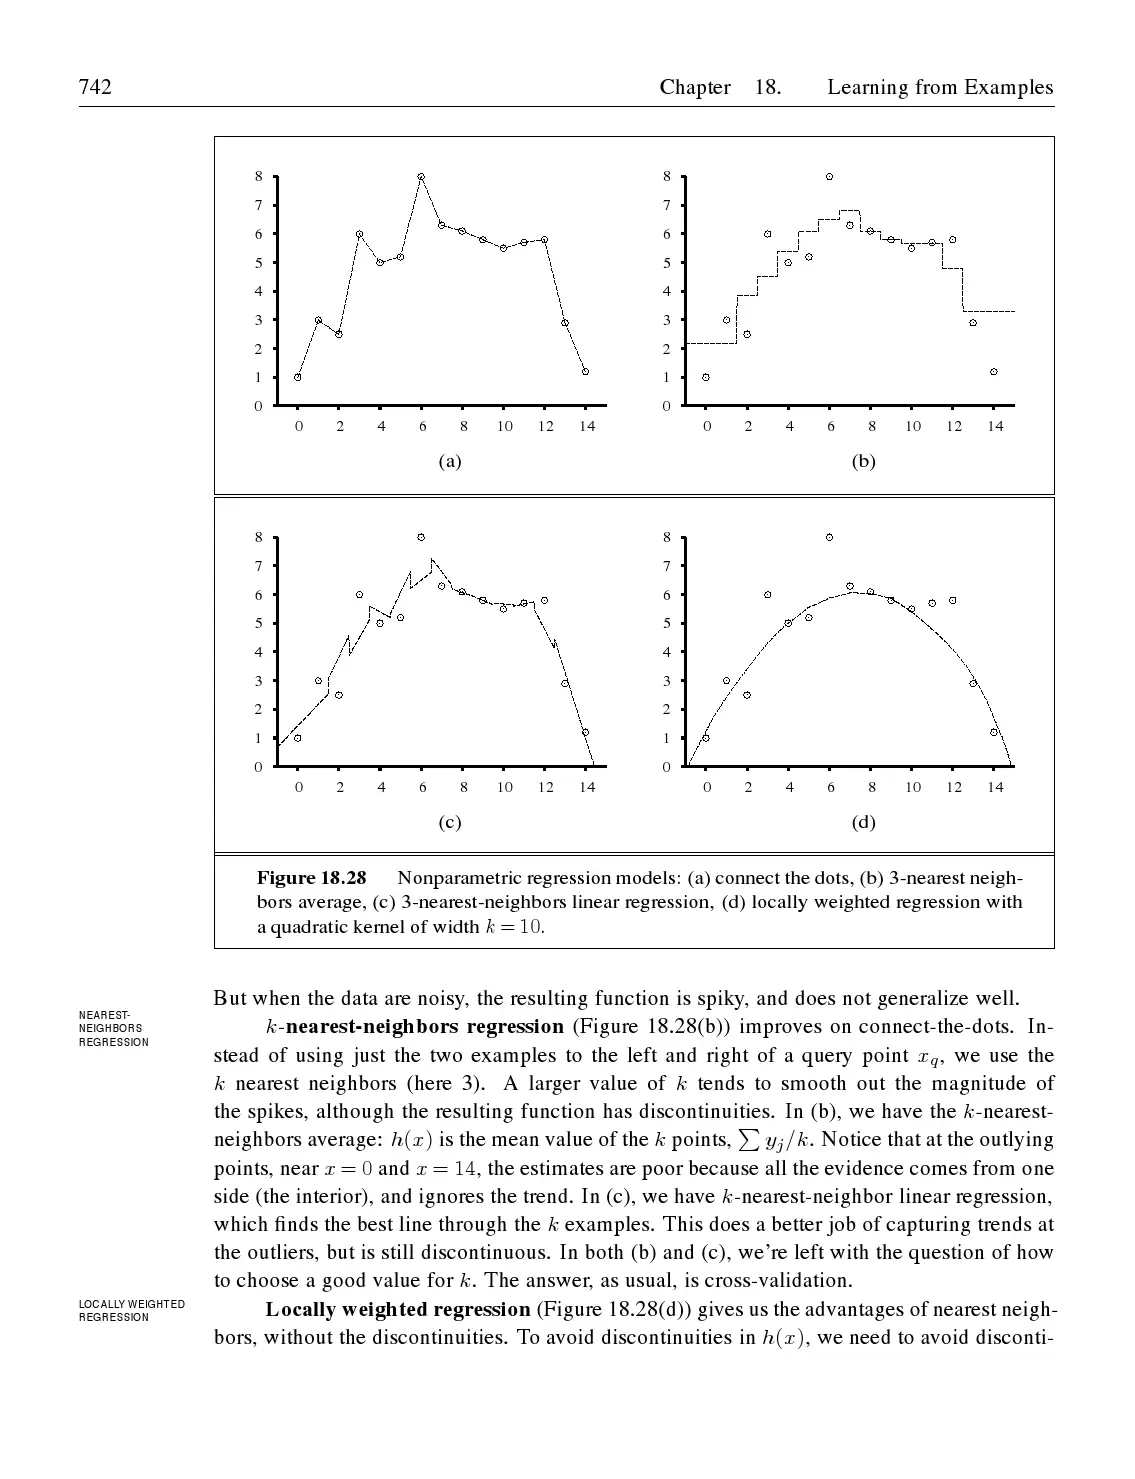 742 Chapter 18. Learning from Examples
8 8
7 7
6 6
5 5
4 4
3 3
2 2
1 1
0 0
0 2 4 6 8 10 12 14 0 2 4 6 8 10 12 14
(a) (b)
8 8
7 7
6 6
5 5
4 4
3 3
2 2
1 1
0 0
0 2 4 6 8 10 12 14 0 2 4 6 8 10 12 14
(c) (d)
Figure 18.28 Nonparametric regression models: (a) connect the dots, (b) 3-nearest neigh-
bors average, (c) 3-nearest-neighbors linear regression, (d) locally weighted regression with
a quadratic kernel of width k = 10.
But when the data are noisy, the resulting function is spiky, and does not generalize well.
NEAREST-
NEIGHBORS
REGRESSION
k-nearest-neighbors regression (Figure 18.28(b)) improves on connect-the-dots. In-
stead of using just the two examples to the left and right of a query point x_q, we use the
k nearest neighbors (here 3). A larger value of k tends to smooth out the magnitude of
the spikes, although the resulting function has discontinuities. In (b), we have the k-nearest-
neighbors average: h(x) is the mean value of the k points, ∑ y_j/k. Notice that at the outlying
points, near x = 0 and x = 14, the estimates are poor because all the evidence comes from one
side (the interior), and ignores the trend. In (c), we have k-nearest-neighbor linear regression,
which finds the best line through the k examples. This does a better job of capturing trends at
the outliers, but is still discontinuous. In both (b) and (c), we're left with the question of how
to choose a good value for k. The answer, as usual, is cross-validation.
LOCALLY WEIGHTED
REGRESSION
Locally weighted regression (Figure 18.28(d)) gives us the advantages of nearest neigh-
bors, without the discontinuities. To avoid discontinuities in h(x), we need to avoid disconti-